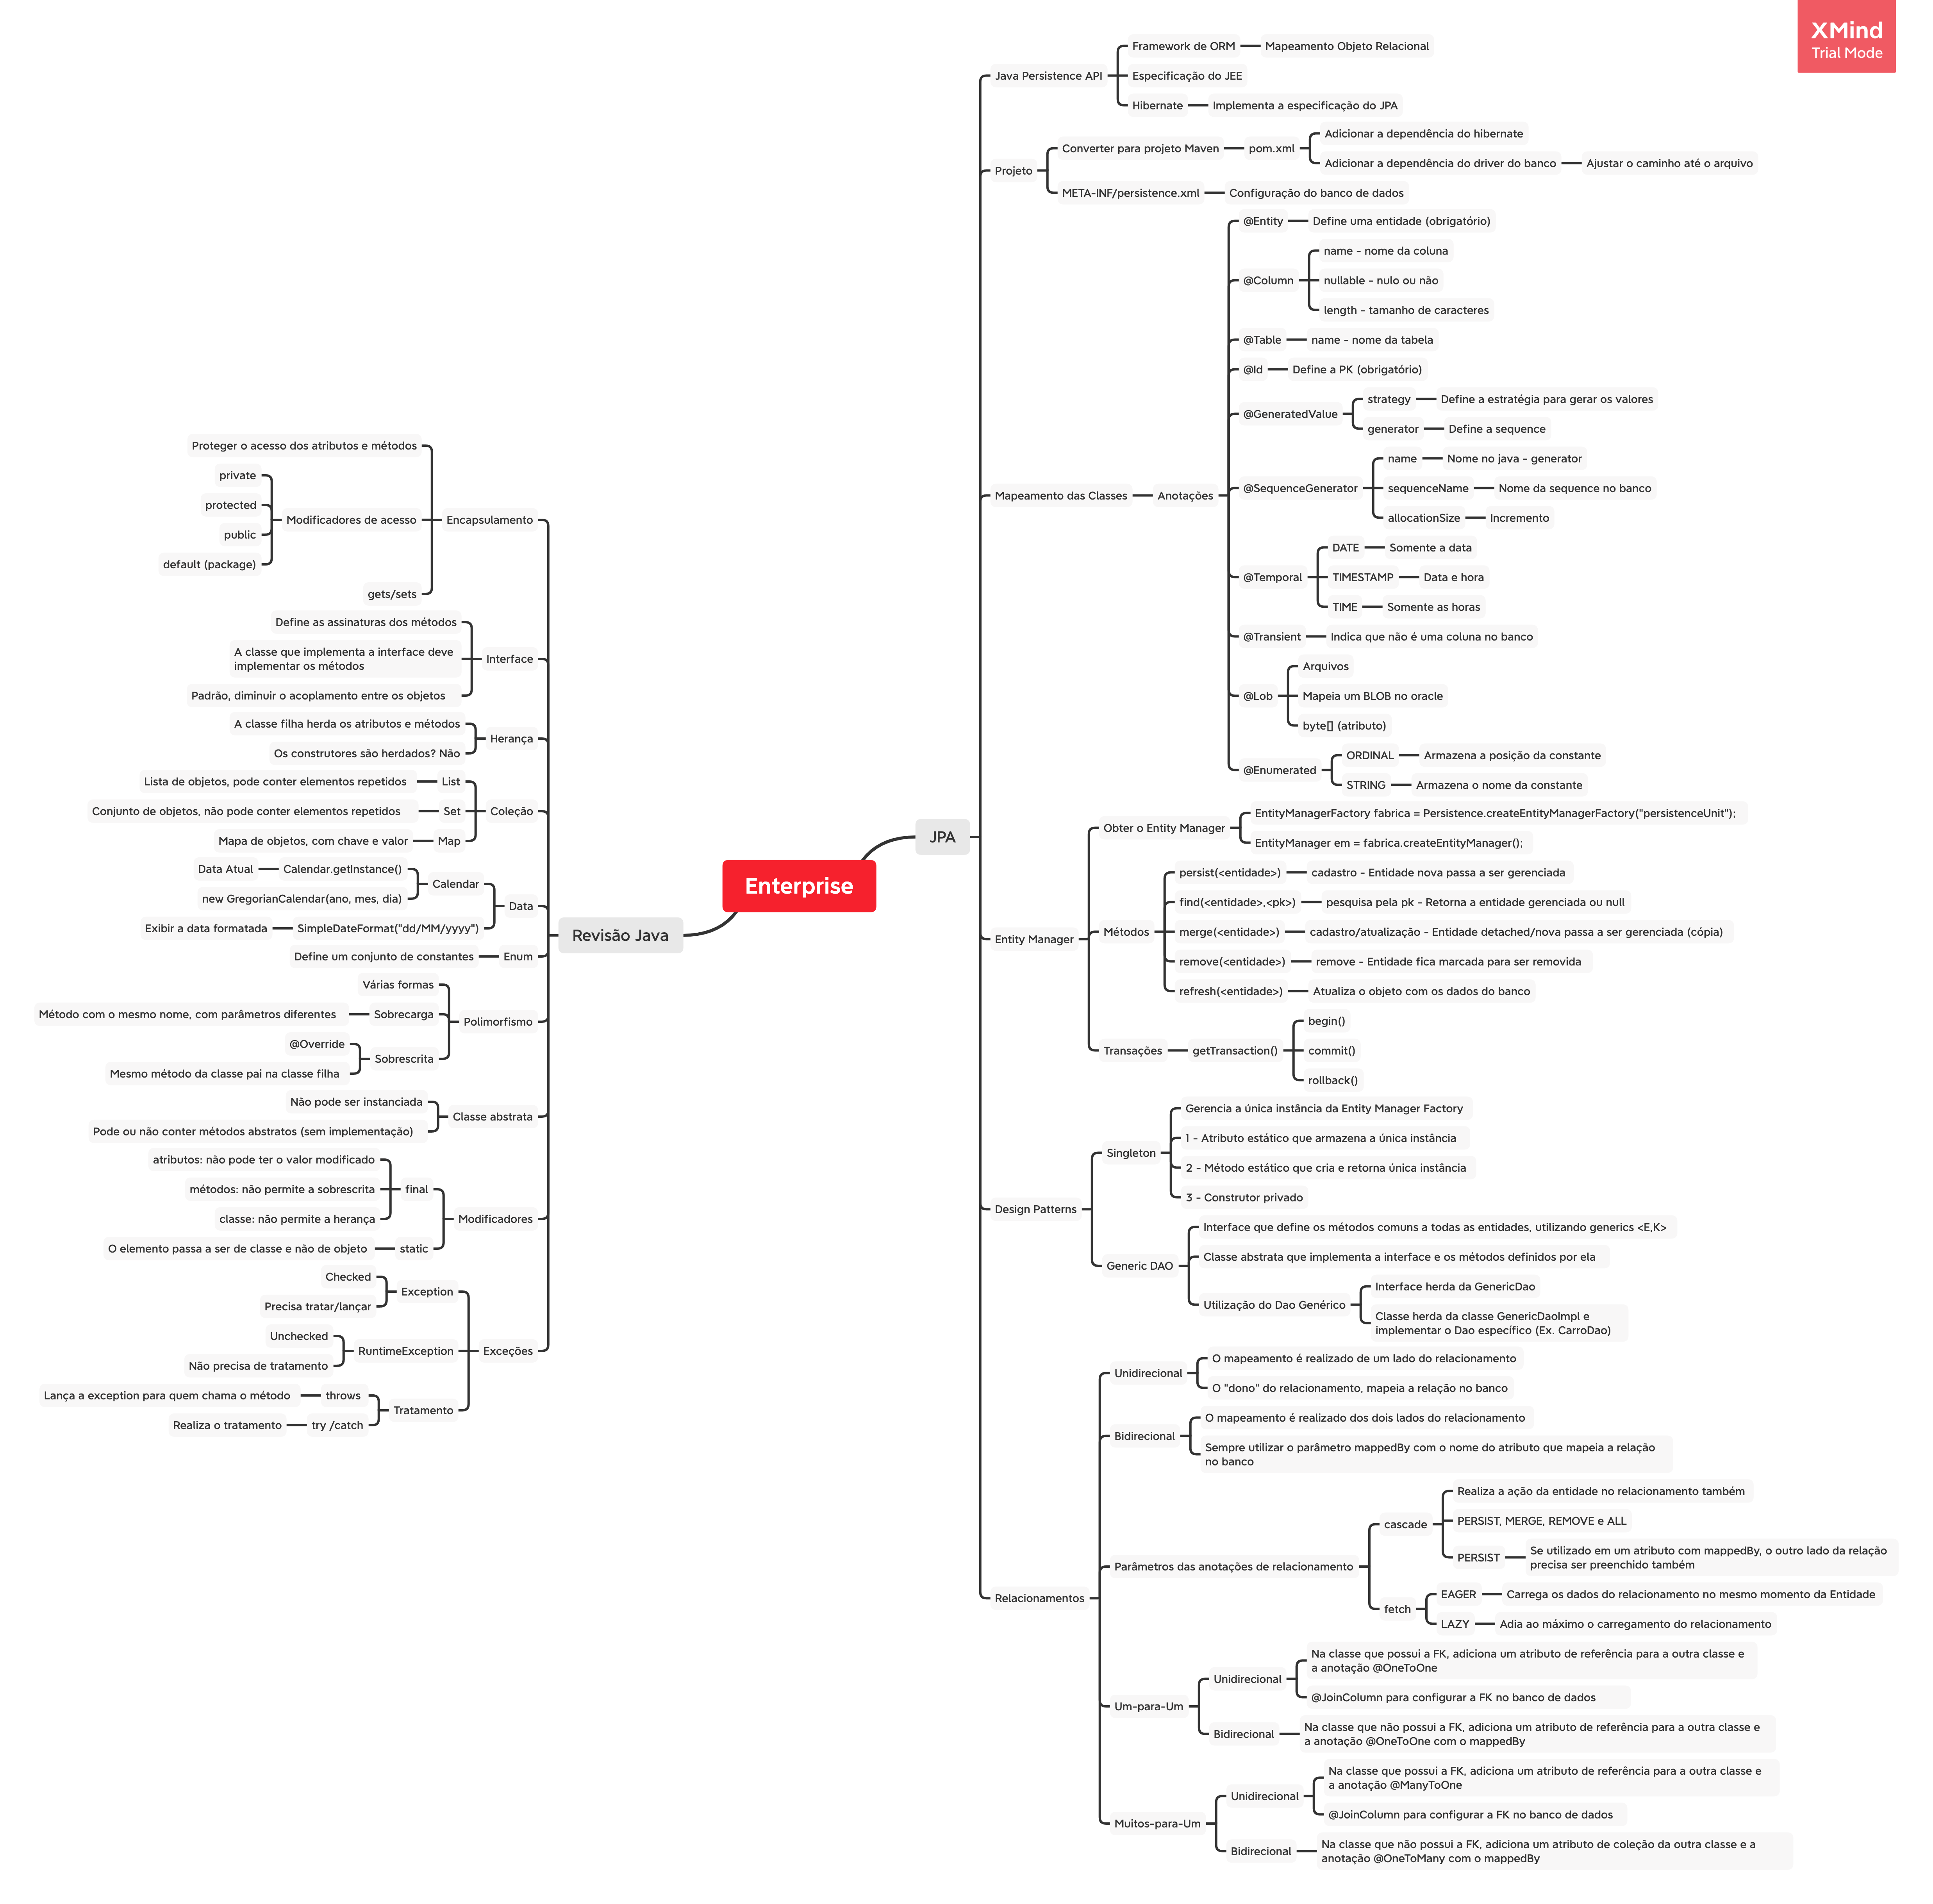 XMind
Trial Mode
Enterprise
JPA
Java Persistence API
Framework de ORM
Mapeamento Objeto Relacional
Especificação do JEE
Hibernate
Implementa a especificação do JPA
Projeto
Converter para projeto Maven
pom.xml
Adicionar a dependência do hibernate
Adicionar a dependência do driver do banco
Ajustar o caminho até o arquivo
META-INF/persistence.xml
Configuração do banco de dados
Mapeamento das Classes
Anotações
@Entity
Define uma entidade (obrigatório)
@Column
name - nome da coluna
nullable - nulo ou não
length - tamanho de caracteres
@Table
name - nome da tabela
@Id
Define a PK (obrigatório)
@GeneratedValue
strategy
Define a estratégia para gerar os valores
generator
Define a sequence
@SequenceGenerator
name
Nome no java - generator
sequenceName
Nome da sequence no banco
allocationSize
Incremento
@Temporal
DATE
Somente a data
TIMESTAMP
Data e hora
TIME
Somente as horas
@Transient
Indica que não é uma coluna no banco
@Lob
Arquivos
Mapeia um BLOB no oracle
byte[] (atributo)
@Enumerated
ORDINAL
Armazena a posição da constante
STRING
Armazena o nome da constante
Entity Manager
Obter o Entity Manager
EntityManagerFactory fabrica = Persistence.createEntityManagerFactory("persistenceUnit");
EntityManager em = fabrica.createEntityManager();
Métodos
persist(<entidade>)
cadastro - Entidade nova passa a ser gerenciada
find(<entidade>,<pk>)
pesquisa pela pk - Retorna a entidade gerenciada ou null
merge(<entidade>)
cadastro/atualização - Entidade detached/nova passa a ser gerenciada (cópia)
remove(<entidade>)
remove - Entidade fica marcada para ser removida
refresh(<entidade>)
Atualiza o objeto com os dados do banco
Transações
getTransaction()
begin()
commit()
rollback()
Design Patterns
Singleton
Gerencia a única instância da Entity Manager Factory
1 - Atributo estático que armazena a única instância
2 - Método estático que cria e retorna única instância
3 - Construtor privado
Generic DAO
Interface que define os métodos comuns a todas as entidades, utilizando generics <E,K>
Classe abstrata que implementa a interface e os métodos definidos por ela
Utilização do Dao Genérico
Interface herda da GenericDao
Classe herda da classe GenericDaoImpl e
implementar o Dao específico (Ex. CarroDao)
Relacionamentos
Unidirecional
O mapeamento é realizado de um lado do relacionamento
O "dono" do relacionamento, mapeia a relação no banco
Bidirecional
O mapeamento é realizado dos dois lados do relacionamento
Sempre utilizar o parâmetro mappedBy com o nome do atributo que mapeia a relação
no banco
Parâmetros das anotações de relacionamento
cascade
Realiza a ação da entidade no relacionamento também
PERSIST, MERGE, REMOVE e ALL
PERSIST
Se utilizado em um atributo com mappedBy, o outro lado da relação
precisa ser preenchido também
fetch
EAGER
Carrega os dados do relacionamento no mesmo momento da Entidade
LAZY
Adia ao máximo o carregamento do relacionamento
Um-para-Um
Unidirecional
Na classe que possui a FK, adiciona um atributo de referência para a outra classe e
a anotação @OneToOne
@JoinColumn para configurar a FK no banco de dados
Bidirecional
Na classe que não possui a FK, adiciona um atributo de referência para a outra classe e
a anotação @OneToOne com o mappedBy
Muitos-para-Um
Unidirecional
Na classe que possui a FK, adiciona um atributo de referência para a outra classe e
a anotação @ManyToOne
@JoinColumn para configurar a FK no banco de dados
Bidirecional
Na classe que não possui a FK, adiciona um atributo de coleção da outra classe e a
anotação @OneToMany com o mappedBy
Revisão Java
Encapsulamento
Proteger o acesso dos atributos e métodos
Modificadores de acesso
private
protected
public
default (package)
gets/sets
Interface
Define as assinaturas dos métodos
A classe que implementa a interface deve
implementar os métodos
Padrão, diminuir o acoplamento entre os objetos
Herança
A classe filha herda os atributos e métodos
Os construtores são herdados? Não
Coleção
List
Lista de objetos, pode conter elementos repetidos
Set
Conjunto de objetos, não pode conter elementos repetidos
Map
Mapa de objetos, com chave e valor
Data
Calendar
Calendar.getInstance()
Data Atual
new GregorianCalendar(ano, mes, dia)
SimpleDateFormat("dd/MM/yyyy")
Exibir a data formatada
Enum
Define um conjunto de constantes
Polimorfismo
Várias formas
Sobrecarga
Método com o mesmo nome, com parâmetros diferentes
Sobrescrita
@Override
Mesmo método da classe pai na classe filha
Classe abstrata
Não pode ser instanciada
Pode ou não conter métodos abstratos (sem implementação)
Modificadores
final
atributos: não pode ter o valor modificado
métodos: não permite a sobrescrita
classe: não permite a herança
static
O elemento passa a ser de classe e não de objeto
Exceções
Exception
Checked
Precisa tratar/lançar
RuntimeException
Unchecked
Não precisa de tratamento
Tratamento
throws
Lança a exception para quem chama o método
try /catch
Realiza o tratamento